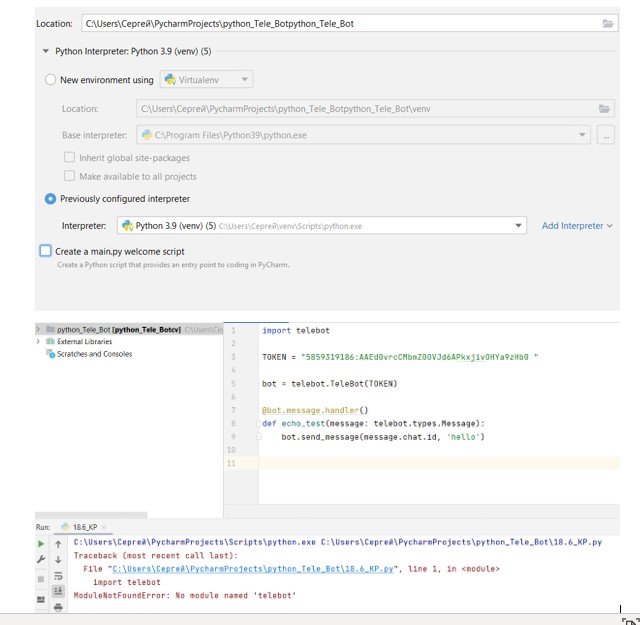 Location: C:\Users\Сергей\PycharmProjects\python_Tele_Botpython_Tele_Bot
Python Interpreter: Python 3.9 (venv) (5)
New environment using Virtualenv
Location: C:\Users\Сергей\PycharmProjects\python_Tele_Botpython_Tele_Bot\venv
Base interpreter: C:\Program Files\Python39\python.exe ...
Inherit global site-packages
Make available to all projects
Previously configured interpreter
Interpreter: Python 3.9 (venv) (5) C:\Users\Сергей\venv\Scripts\python.exe Add Interpreter
Create a main.py welcome script
Create a Python script that provides an entry point to coding in PyCharm.
python_Tele_Bot [python_Tele_Botcv] C:\Users\Се
External Libraries
Scratches and Consoles
1 import telebot
2
3 TOKEN = "5859319186:AAEd0vrcCMbmZ0OVJd6APkxjivOHYa9zHb0 "
4
5 bot = telebot.TeleBot(TOKEN)
6
7 @bot.message.handler()
8 def echo_test(message: telebot.types.Message):
9 bot.send_message(message.chat.id, 'hello')
10
11
Run: 18.6_KP
C:\Users\Сергей\PycharmProjects\Scripts\python.exe C:\Users\Сергей\PycharmProjects\python_Tele_Bot\18.6_KP.py
Traceback (most recent call last):
File "C:\Users\Сергей\PycharmProjects\python_Tele_Bot\18.6_KP.py", line 1, in <module>
import telebot
ModuleNotFoundError: No module named 'telebot'